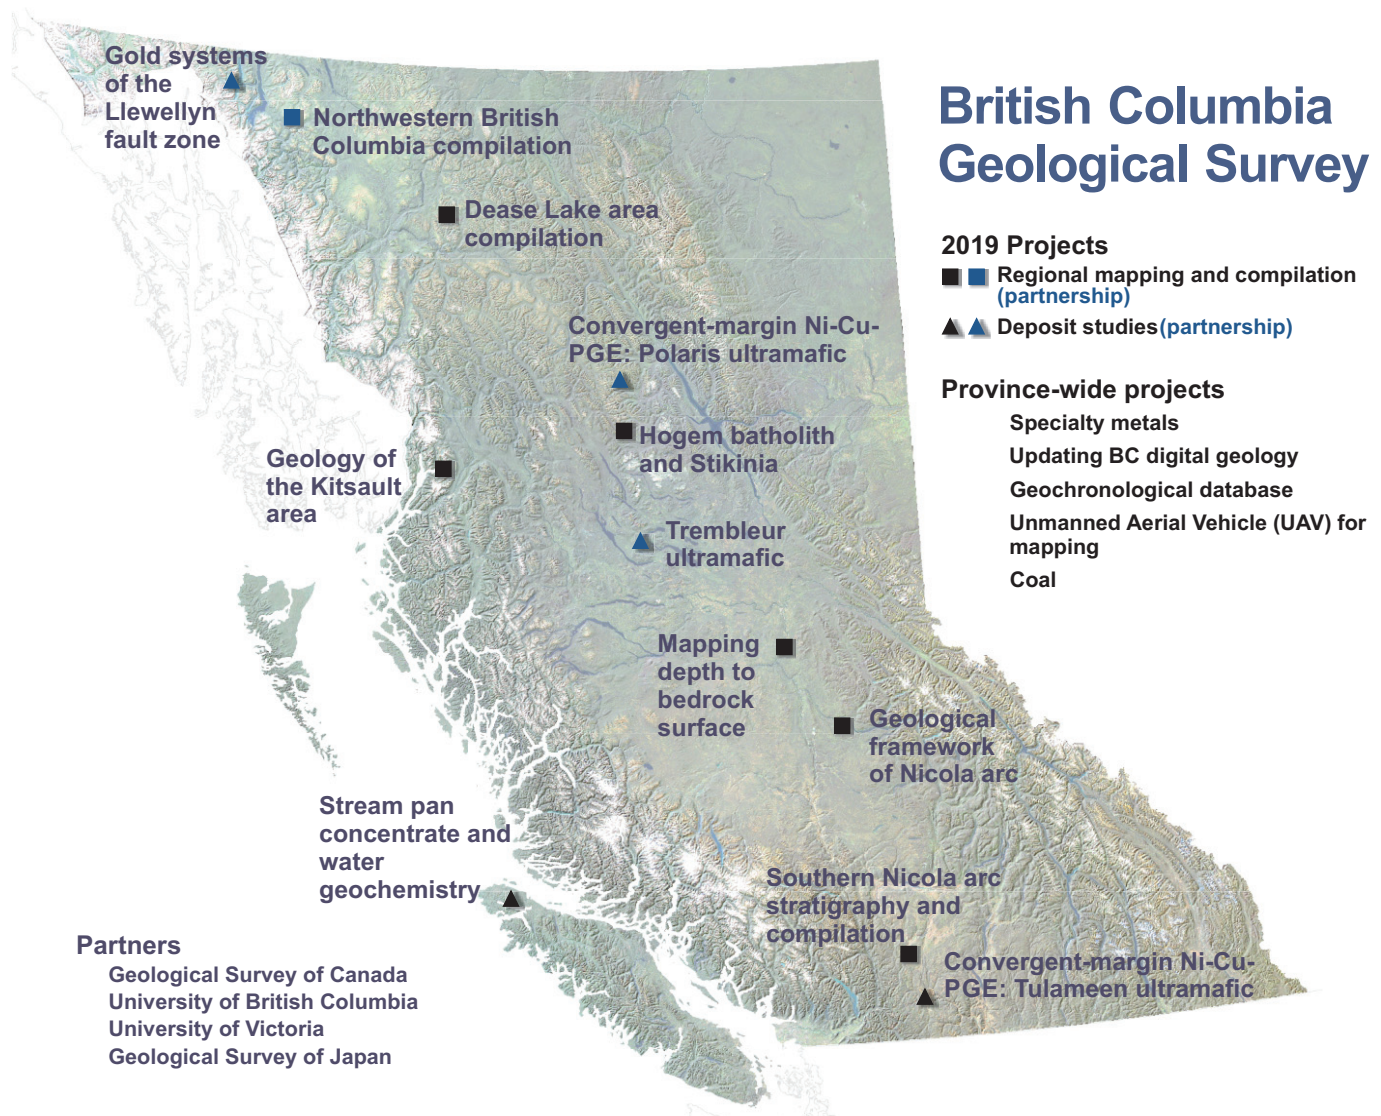 Gold systems
of the
Llewellyn
fault zone
Northwestern British
Columbia compilation
Dease Lake area
compilation
Convergent-margin Ni-Cu-
PGE: Polaris ultramafic
Hogem batholith
and Stikinia
Geology of
the Kitsault
area
Trembleur
ultramafic
Mapping
depth to
bedrock
surface
Geological
framework
of Nicola arc
Stream pan
concentrate and
water
geochemistry
Southern Nicola arc
stratigraphy and
compilation
Convergent-margin Ni-Cu-
PGE: Tulameen ultramafic
British Columbia
Geological Survey
2019 Projects
Regional mapping and compilation
(partnership)
Deposit studies(partnership)
Province-wide projects
Specialty metals
Updating BC digital geology
Geochronological database
Unmanned Aerial Vehicle (UAV) for
mapping
Coal
Partners
Geological Survey of Canada
University of British Columbia
University of Victoria
Geological Survey of Japan